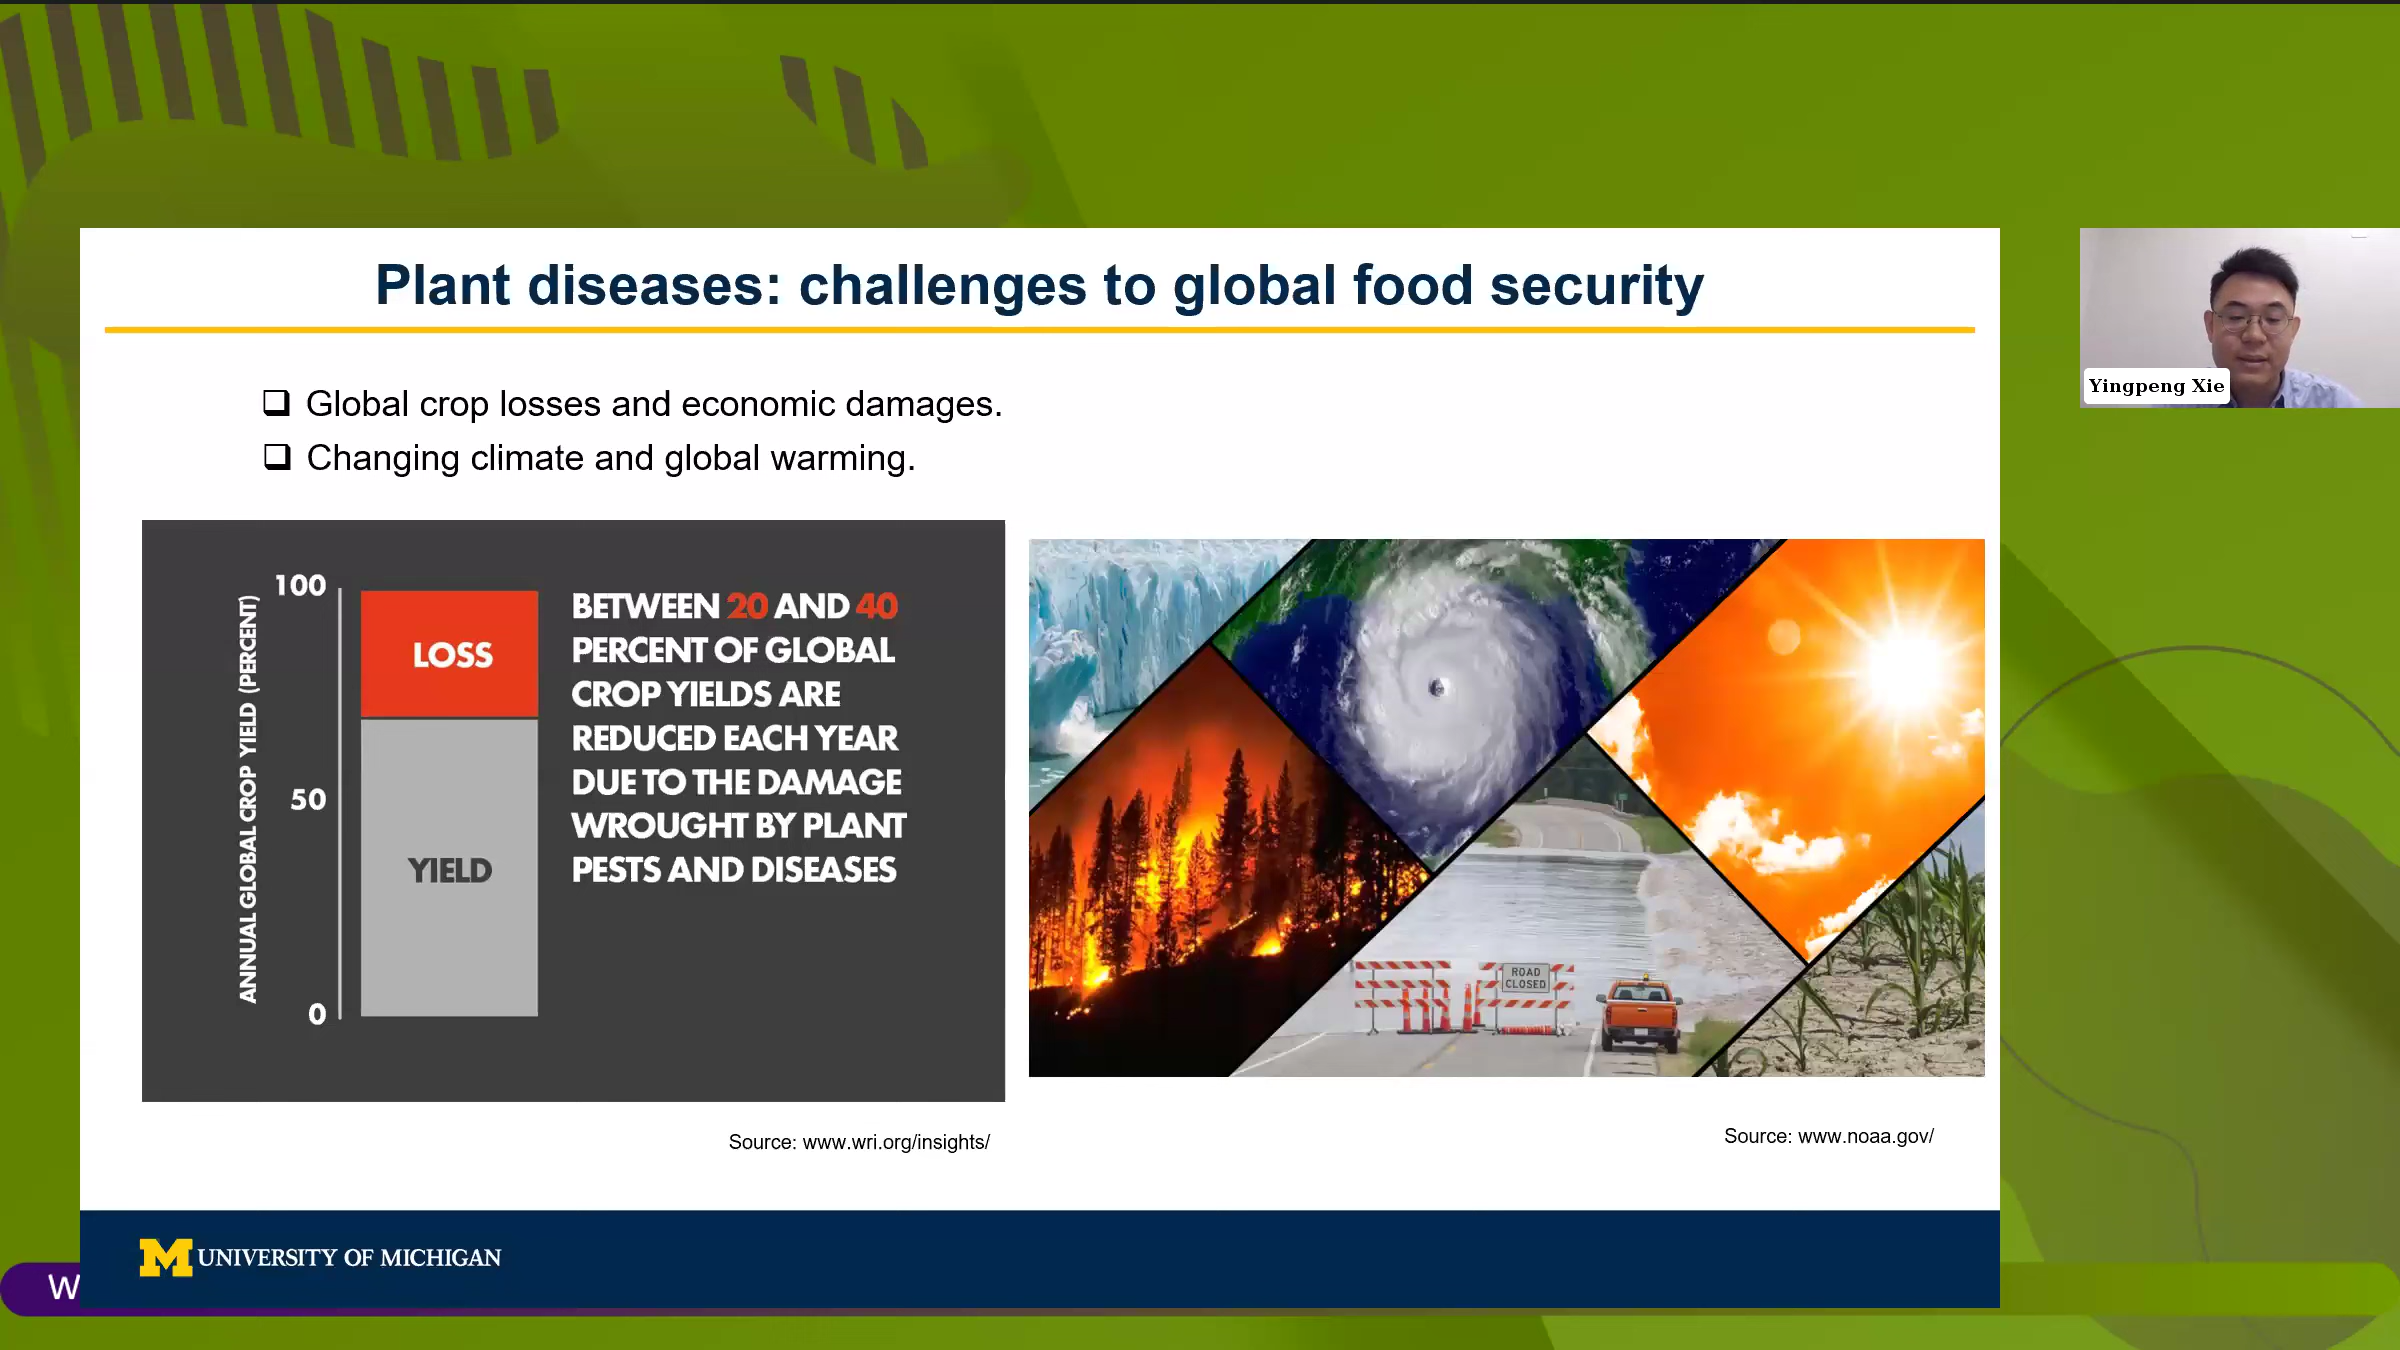 Plant diseases: challenges to global food security
Global crop losses and economic damages.
Changing climate and global warming.
ANNUAL GLOBAL CROP YIELD (PERCENT)
100
50
0
LOSS
YIELD
BETWEEN 20 AND 40
PERCENT OF GLOBAL
CROP YIELDS ARE
REDUCED EACH YEAR
DUE TO THE DAMAGE
WROUGHT BY PLANT
PESTS AND DISEASES
ROAD
CLOSED
Source: www.wri.org/insights/
Source: www.noaa.gov/
M UNIVERSITY OF MICHIGAN
W
Yingpeng Xie